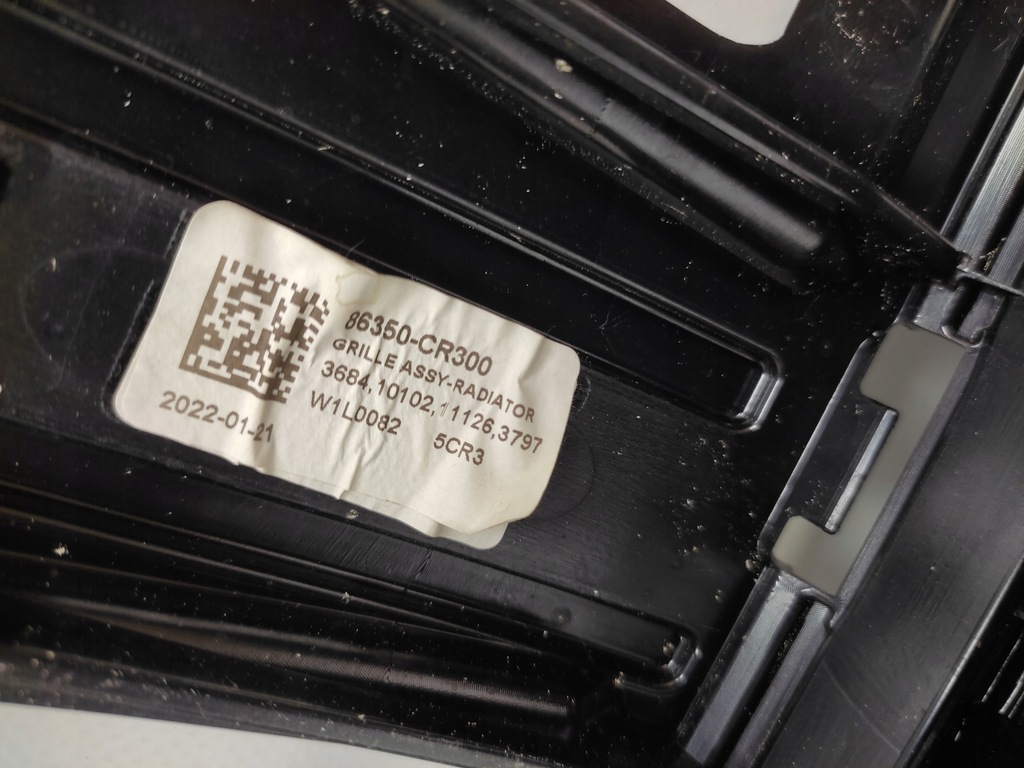 86350-CR300
GRILLE ASSY-RADIATOR
3684,10102,11126,3797
W1L0082 5CR3
2022-01-21